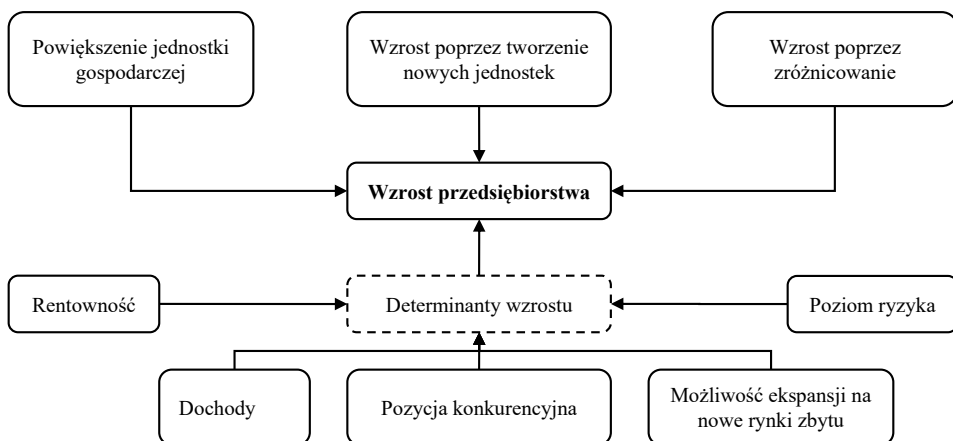 Powiększenie jednostki
gospodarczej
Wzrost poprzez tworzenie
nowych jednostek
Wzrost poprzez
zróżnicowanie
Wzrost przedsiębiorstwa
Rentowność
Determinanty wzrostu
Poziom ryzyka
Dochody
Pozycja konkurencyjna
Możliwość ekspansji na
nowe rynki zbytu